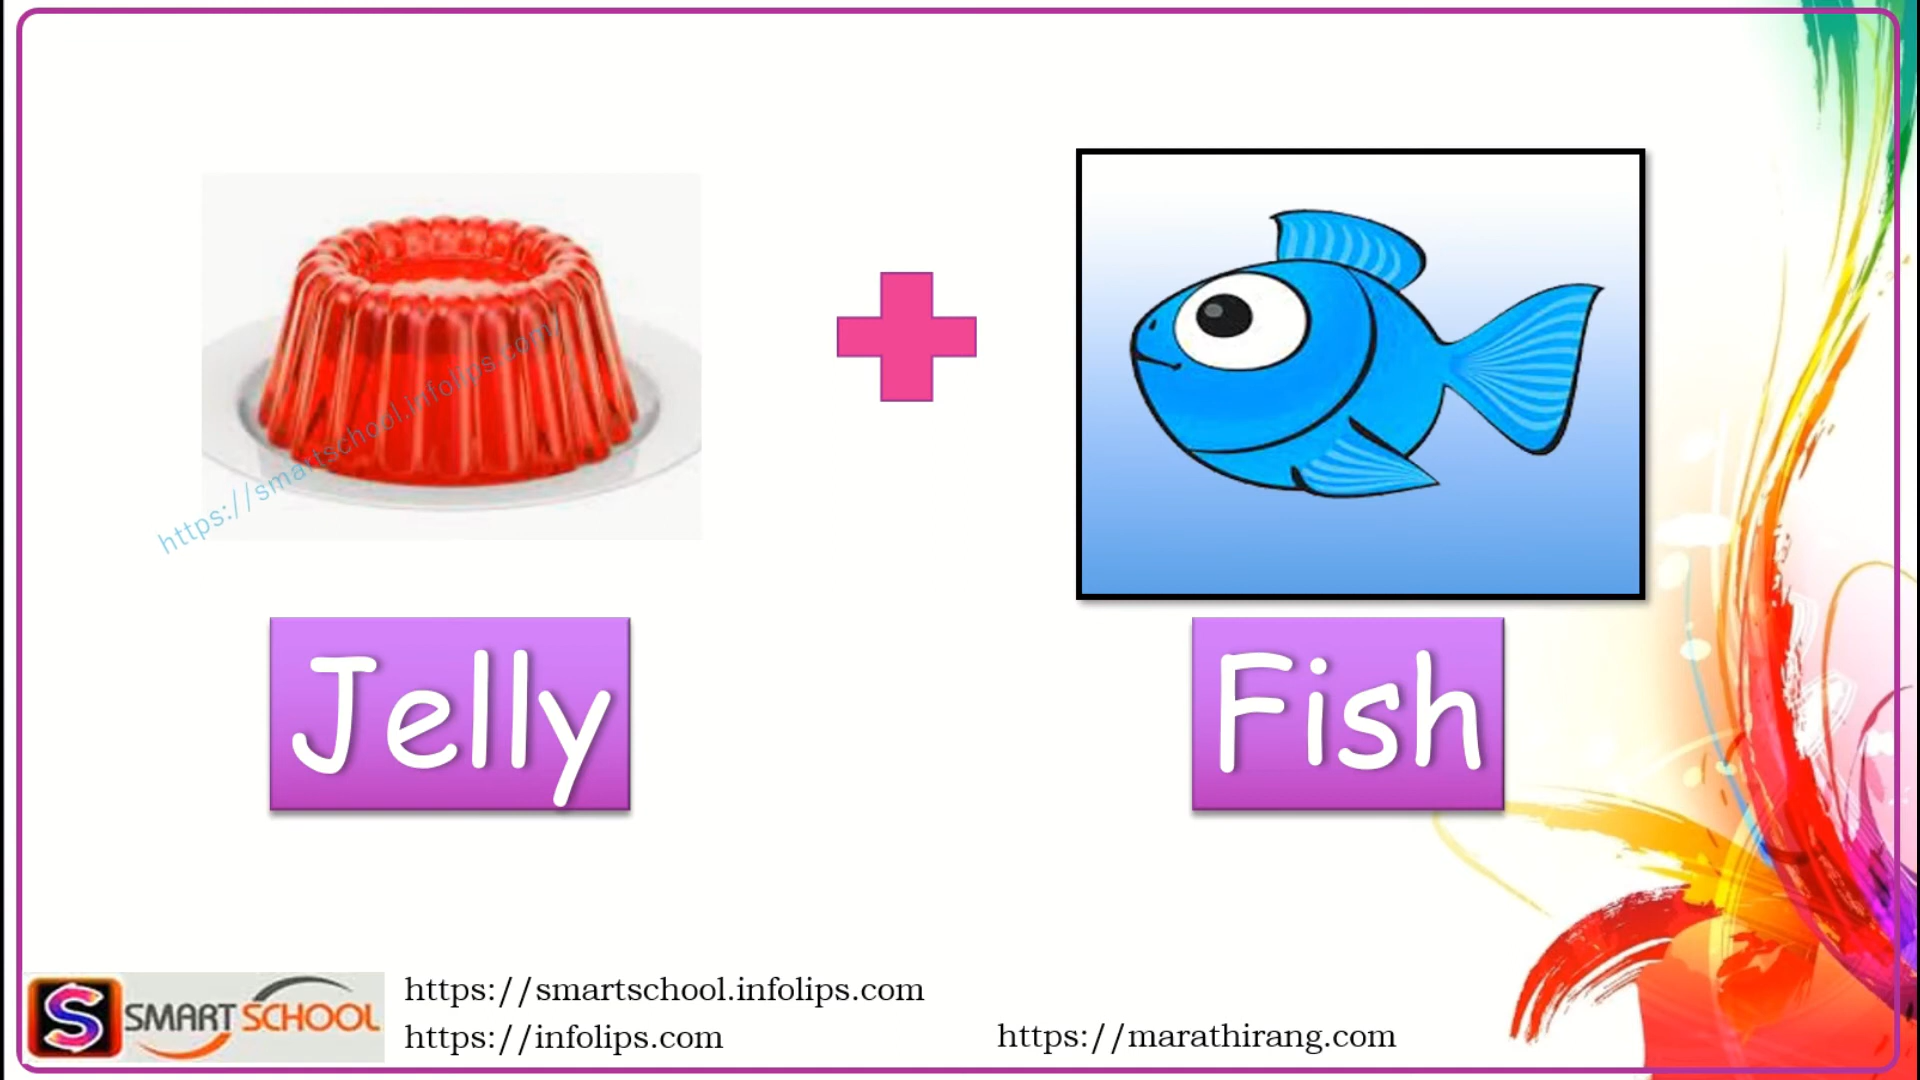 https://smartschool.infolips.com/
Jelly
Fish
SMART SCHOOL
https://smartschool.infolips.com
https://infolips.com
https://marathirang.com